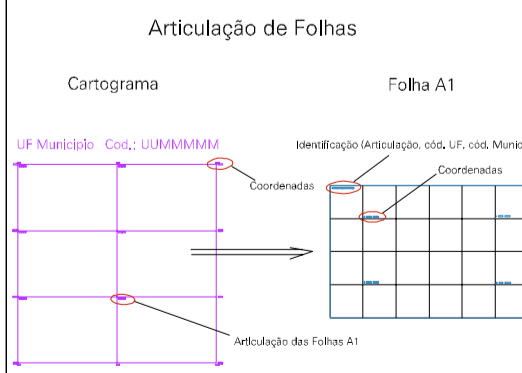 Articulação de Folhas
Cartograma
Folha A1
UF Municipio Cod.: UUMMMMM
Identificação (Articulação, cód. UF, cód. Munic
Coordenadas
Coordenadas
Articulação das Folhas A1